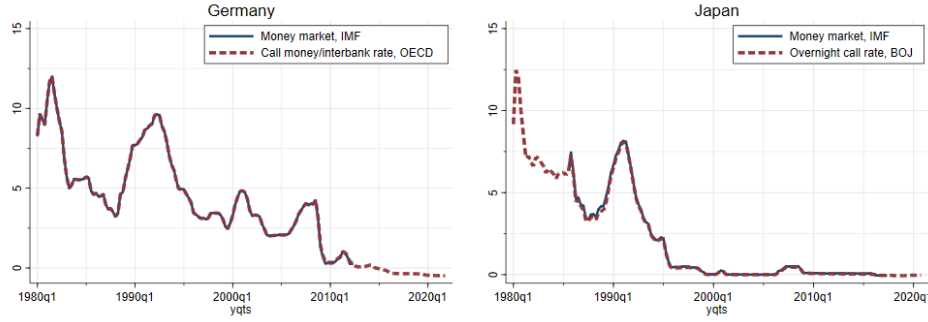 Germany
Money market, IMF
Call money/interbank rate, OECD
15
10
5
0
1980q1
1990q1
2000q1
2010q1
2020q1
yqts
Japan
Money market, IMF
Overnight call rate, BOJ
15
10
5
0
1980q1
1990q1
2000q1
2010q1
2020q1
yqts